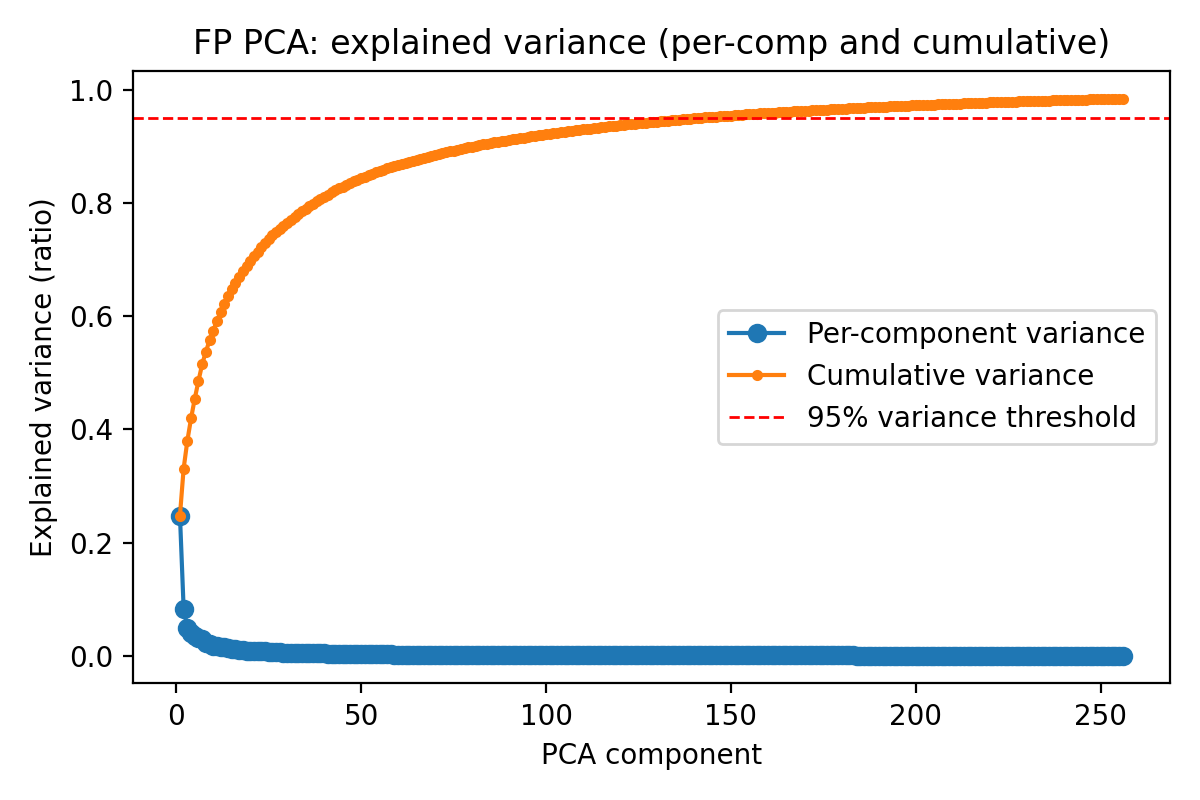 FP PCA: explained variance (per-comp and cumulative)
Explained variance (ratio)
1.0
0.8
0.6
0.4
0.2
0.0
Per-component variance
Cumulative variance
95% variance threshold
0 50 100 150 200 250
PCA component